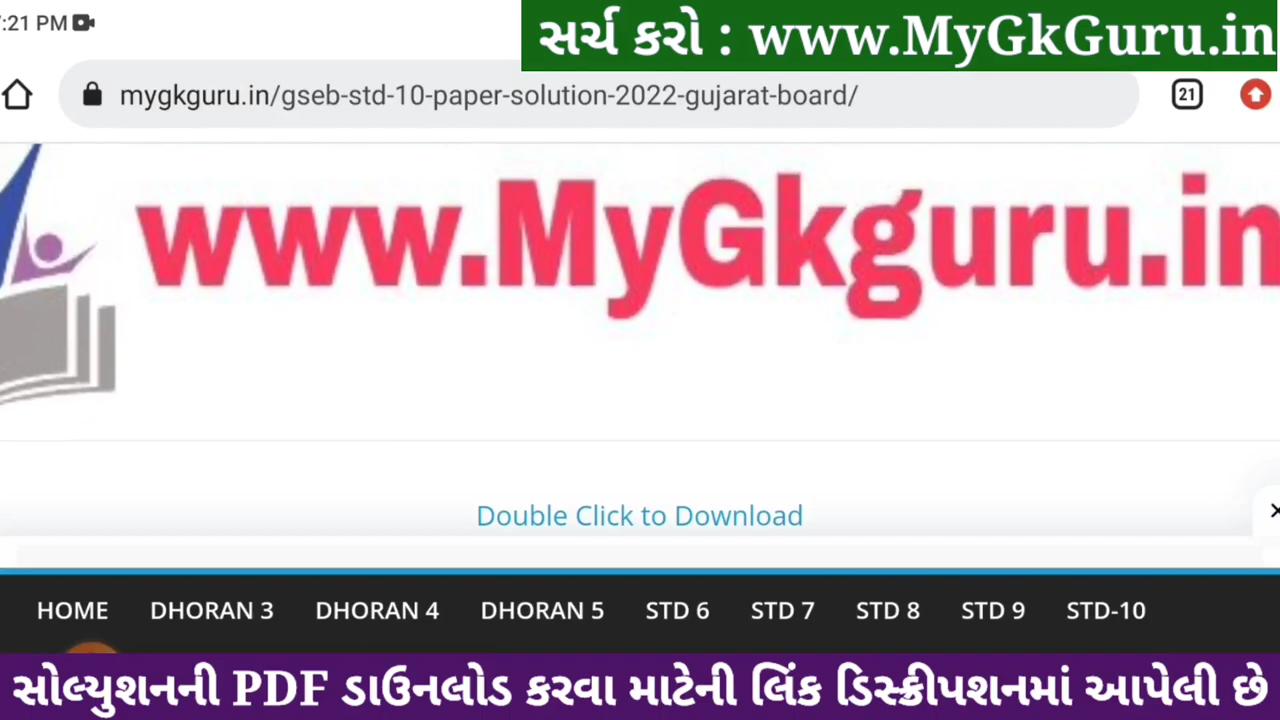 :21 PM
સર્ચ કરો : www.MyGkGuru.in
mygkguru.in/gseb-std-10-paper-solution-2022-gujarat-board/
21
www.MyGkguru.in
Double Click to Download
HOME DHORAN 3 DHORAN 4 DHORAN 5 STD 6 STD 7 STD 8 STD 9 STD-10
સોલ્યુશનની PDF ડાઉનલોડ કરવા માટેની લિંક ડિસ્ક્રીપશનમાં આપેલી છે